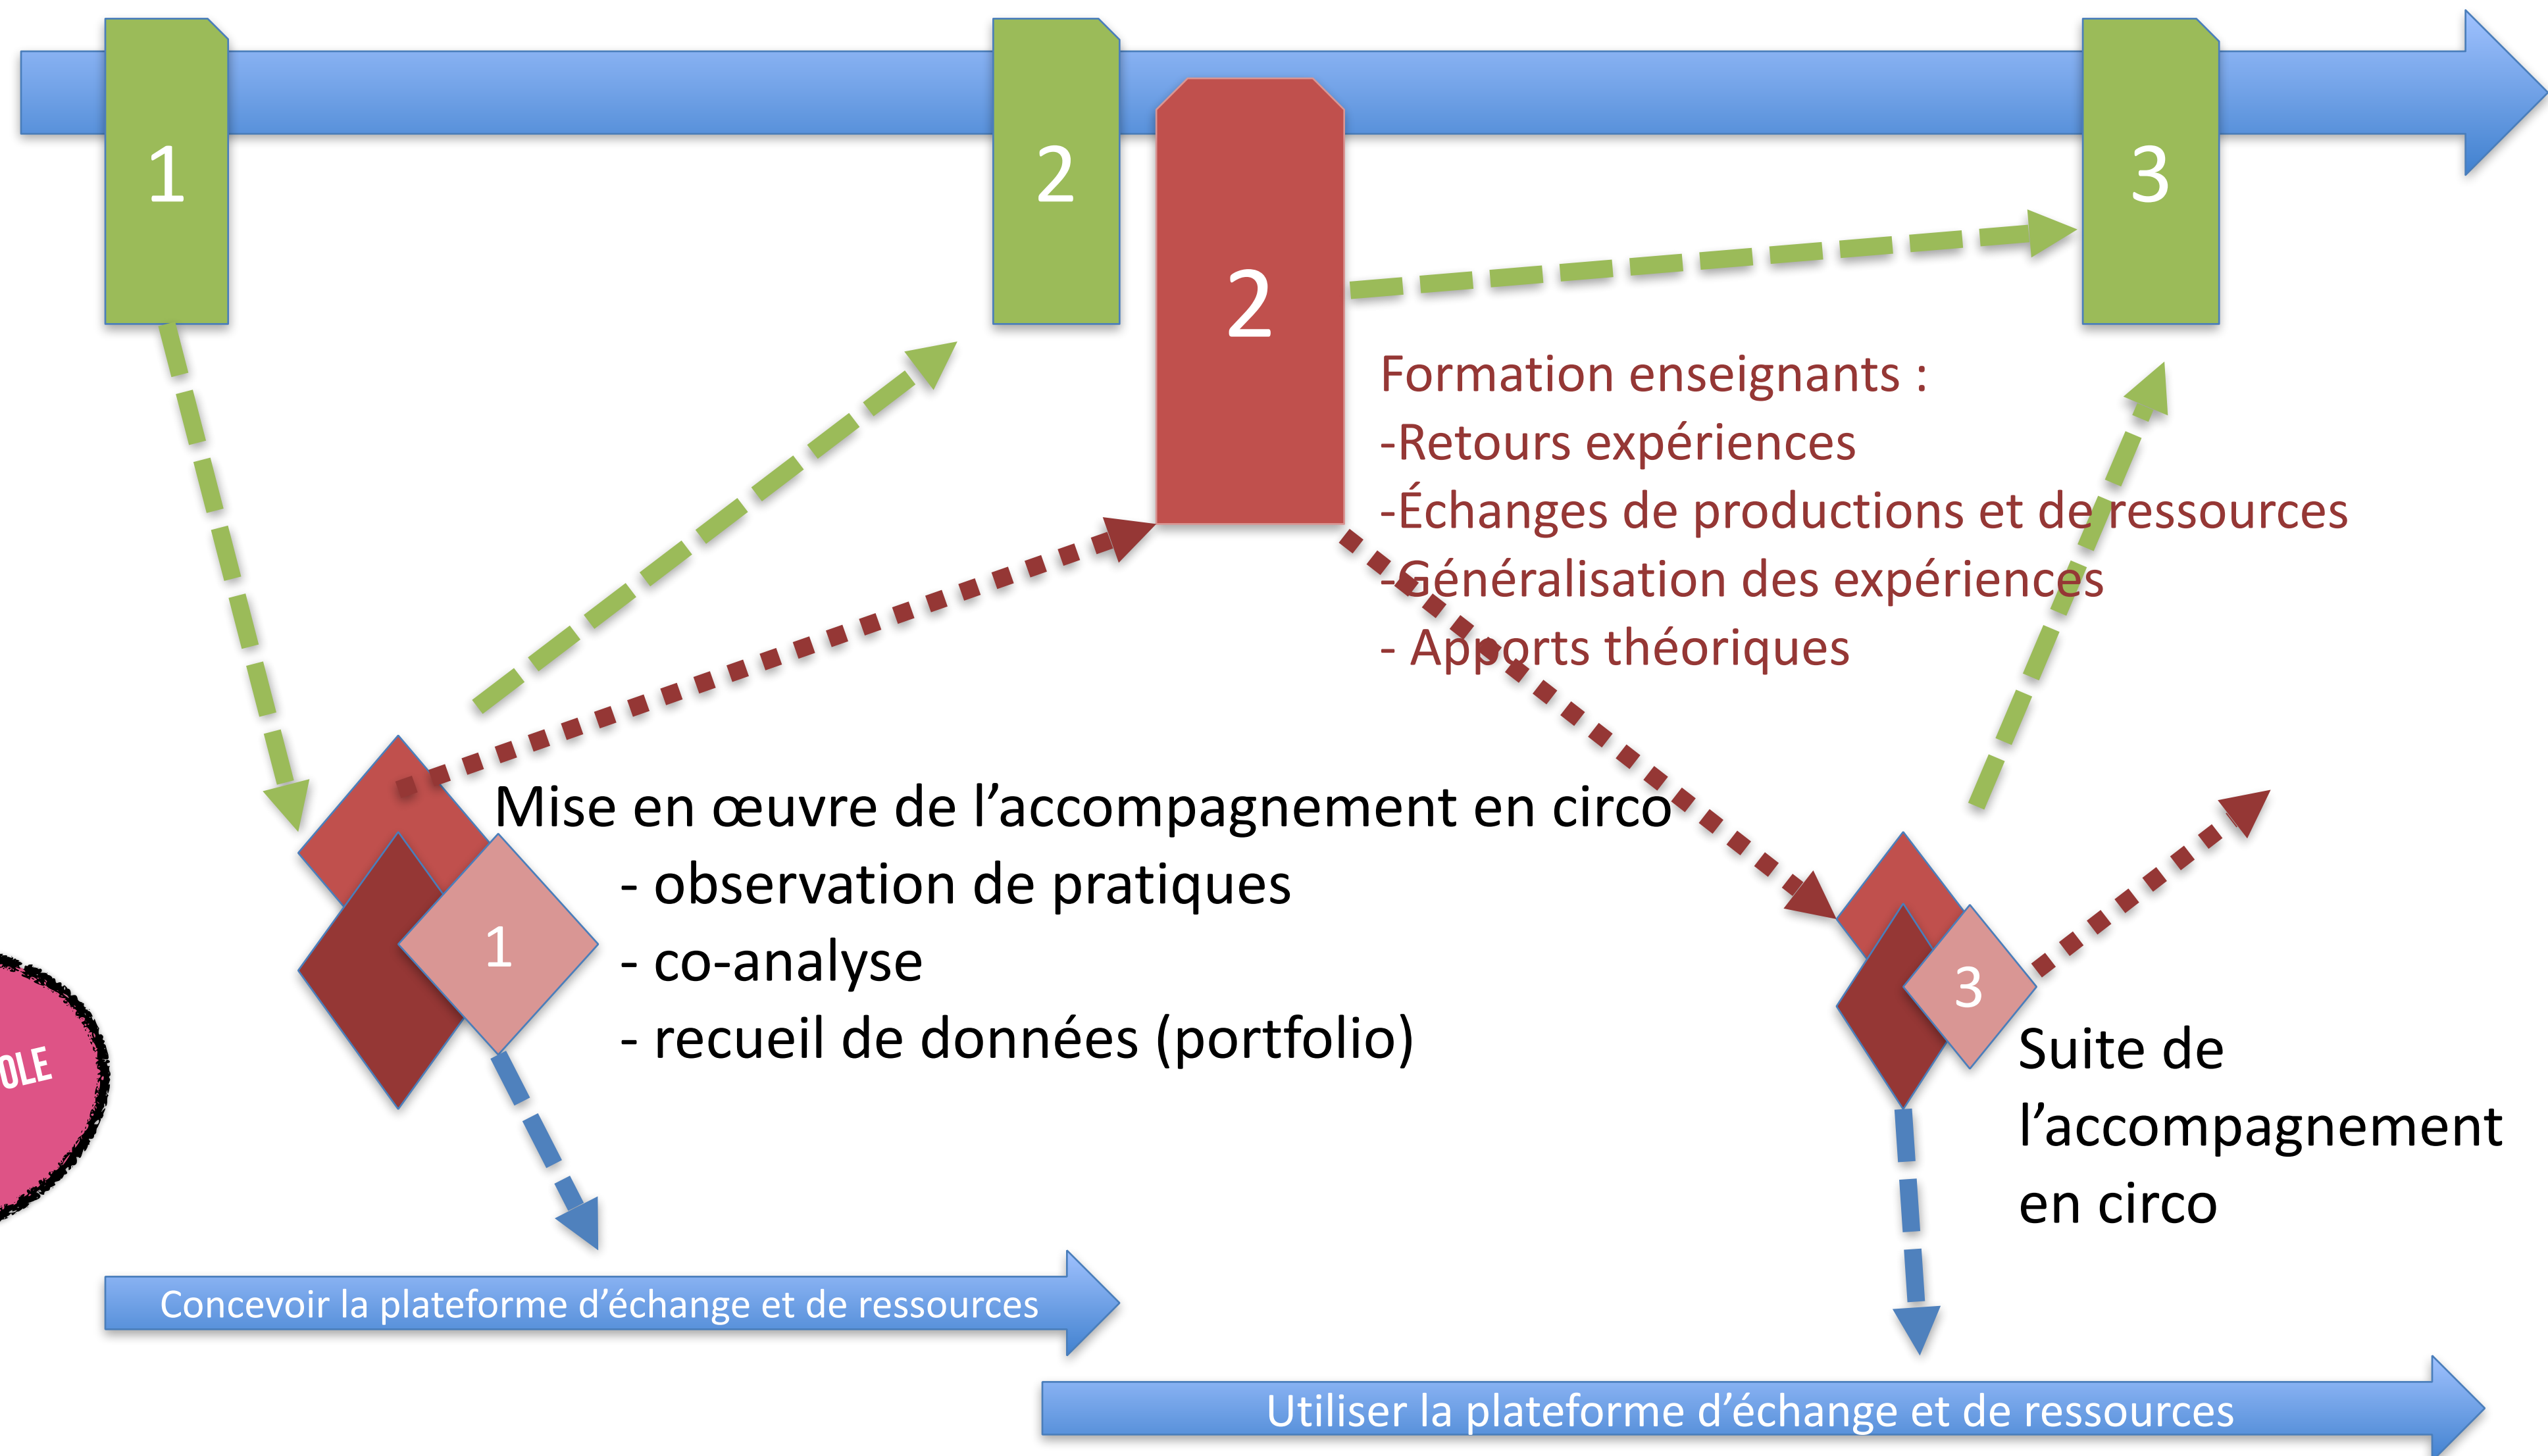 1
2
2
3
Formation enseignants :
-Retours expériences
-Échanges de productions et de ressources
-Généralisation des expériences
- Apports théoriques
Mise en œuvre de l’accompagnement en circo
- observation de pratiques
- co-analyse
- recueil de données (portfolio)
1
3
Suite de
l’accompagnement
en circo
Concevoir la plateforme d’échange et de ressources
Utiliser la plateforme d’échange et de ressources